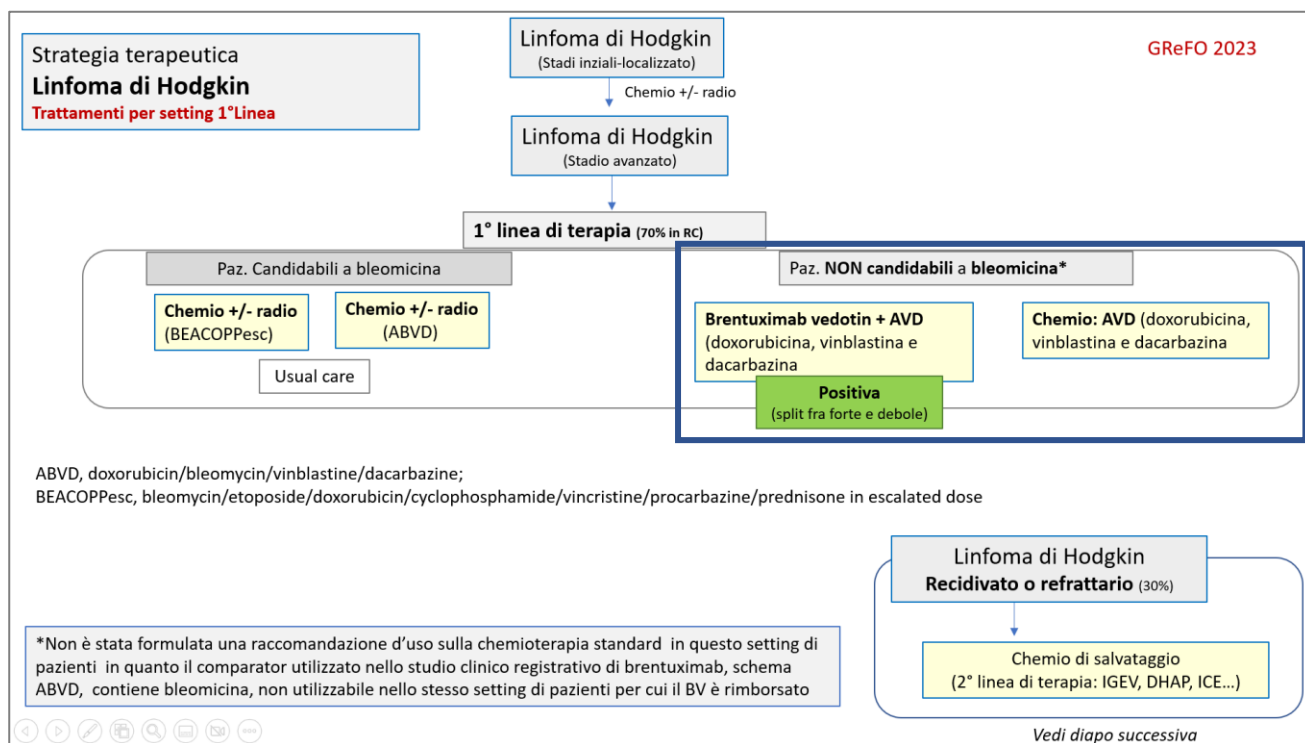 Strategia terapeutica
Linfoma di Hodgkin
Trattamenti per setting 1°Linea
Linfoma di Hodgkin
(Stadi inziali-localizzato)
GReFO 2023
Chemio +/- radio
Linfoma di Hodgkin
(Stadio avanzato)
1° linea di terapia (70% in RC)
Paz. Candidabili a bleomicina
Chemio +/- radio
(BEACOPPesc)
Chemio +/- radio
(ABVD)
Usual care
Paz. NON candidabili a bleomicina*
Brentuximab vedotin + AVD
(doxorubicina, vinblastina e
dacarbazina
Positiva
(split fra forte e debole)
Chemio: AVD (doxorubicina,
vinblastina e dacarbazina
ABVD, doxorubicin/bleomycin/vinblastine/dacarbazine;
BEACOPPesc, bleomycin/etoposide/doxorubicin/cyclophosphamide/vincristine/procarbazine/prednisone in escalated dose
Linfoma di Hodgkin
Recidivato o refrattario (30%)
Chemio di salvataggio
(2° linea di terapia: IGEV, DHAP, ICE...)
Vedi diapo successiva
*Non è stata formulata una raccomandazione d'uso sulla chemioterapia standard in questo setting di
pazienti in quanto il comparator utilizzato nello studio clinico registrativo di brentuximab, schema
ABVD, contiene bleomicina, non utilizzabile nello stesso setting di pazienti per cui il BV è rimborsato